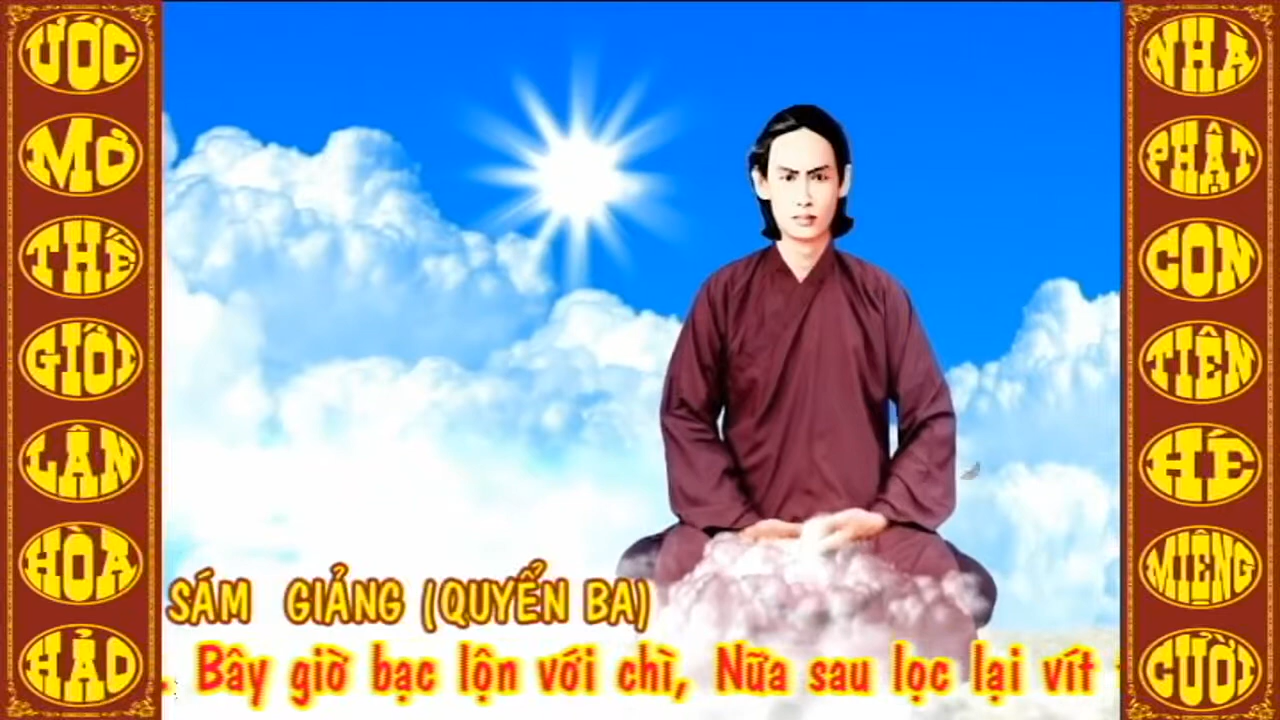 ƯỚC
MƠ
THẾ
GIỚI
LÂN
HÒA
HẢO
NHÀ
PHẬT
CON
TIÊN
HÉ
MIỆNG
CƯỜI
SÁM GIẢNG (QUYỂN BA)
. Bây giờ bạc lộn với chì, Nữa sau lọc lại vít